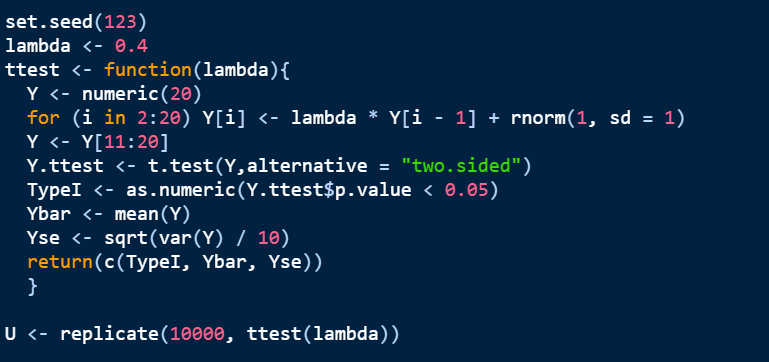 set.seed(123)
lambda <- 0.4
ttest <- function(lambda){
  Y <- numeric(20)
  for (i in 2:20) Y[i] <- lambda * Y[i - 1] + rnorm(1, sd = 1)
  Y <- Y[11:20]
  Y.ttest <- t.test(Y,alternative = "two.sided")
  TypeI <- as.numeric(Y.ttest$p.value < 0.05)
  Ybar <- mean(Y)
  Yse <- sqrt(var(Y) / 10)
  return(c(TypeI, Ybar, Yse))
  }

U <- replicate(10000, ttest(lambda))